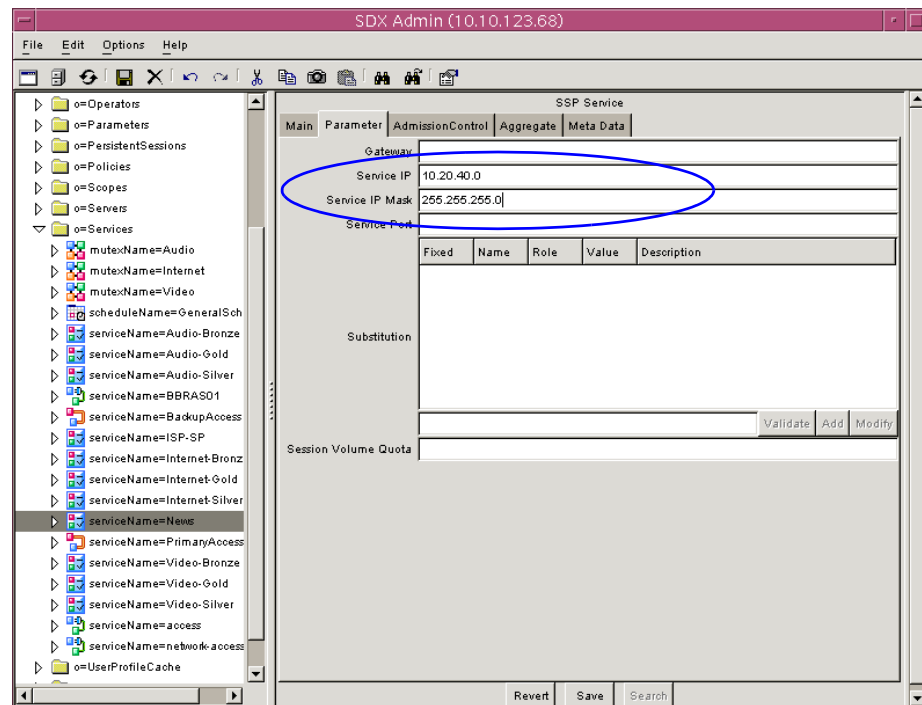 SDX Admin (10.10.123.68)
File Edit Options Help
o=Operators
o=Parameters
o=PersistentSessions
o=Policies
o=Scopes
o=Servers
o=Services
mutexName=Audio
mutexName=Internet
mutexName=Video
scheduleName=GeneralSch
serviceName=Audio-Bronze
serviceName=Audio-Gold
serviceName=Audio-Silver
serviceName=BBRAS01
serviceName=BackupAccess
serviceName=ISP-SP
serviceName=Internet-Bronz
serviceName=Internet-Gold
serviceName=Internet-Silver
serviceName=News
serviceName=PrimaryAccess
serviceName=Video-Bronze
serviceName=Video-Gold
serviceName=Video-Silver
serviceName=access
serviceName=network-access
o=UserProfileCache
SSP Service
Main Parameter AdmissionControl Aggregate Meta Data
Gateway
Service IP 10.20.40.0
Service IP Mask 255.255.255.0
Service Port
Fixed Name Role Value Description
Substitution
Validate Add Modify
Session Volume Quota
Revert Save Search